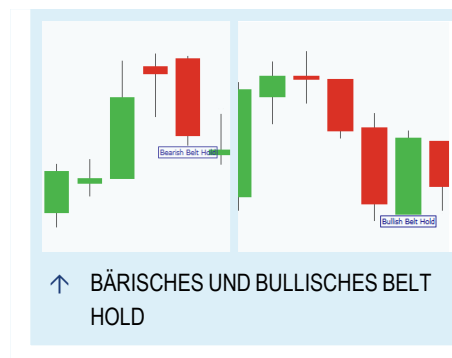 Bearish Belt Hold
Bullish Belt Hold
↑ BÄRISCHES UND BULLISCHES BELT
HOLD